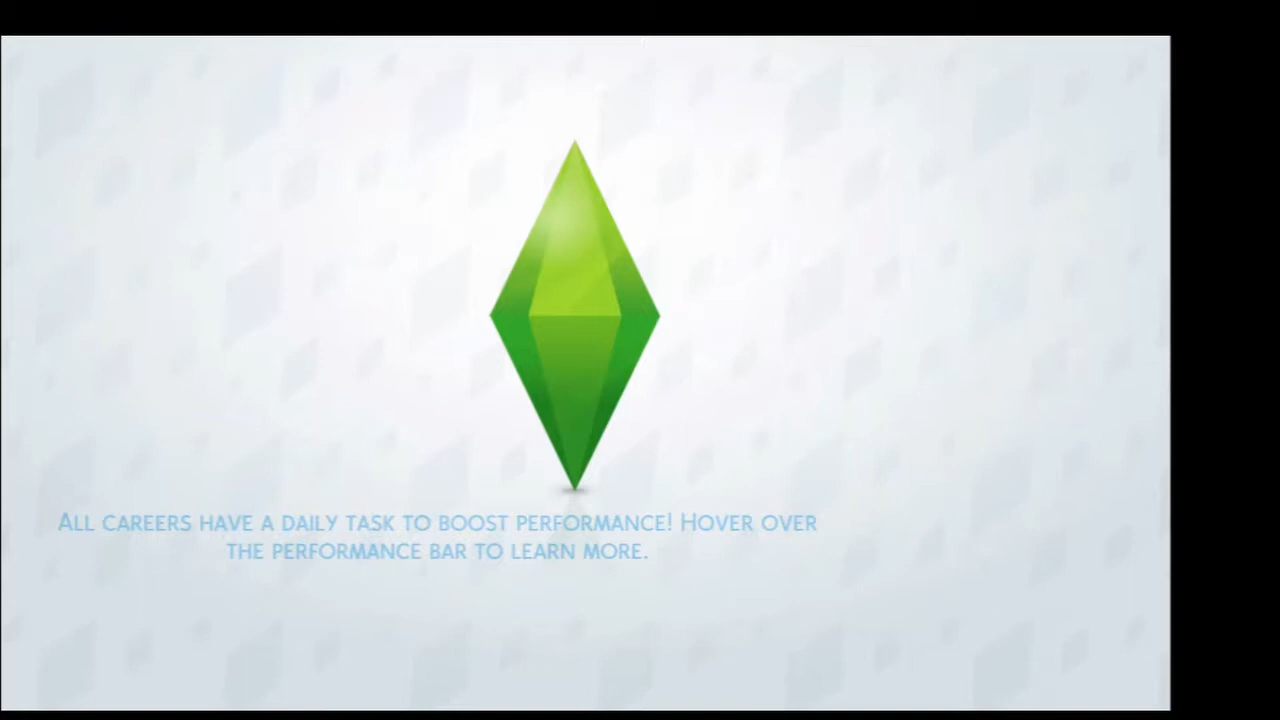 All careers have a daily task to boost performance! Hover over
the performance bar to learn more.